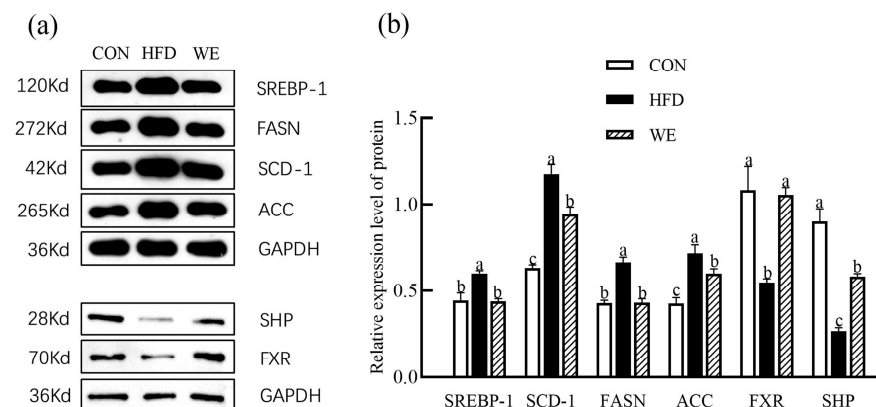 (a)
CON HFD WE
120Kd SREBP-1
272Kd FASN
42Kd SCD-1
265Kd ACC
36Kd GAPDH
28Kd SHP
70Kd FXR
36Kd GAPDH
(b)
CON
HFD
WE
Relative expression level of protein
1.5
1.0
0.5
0.0
b a b
c a b
b a b
b a b
a b a
a c b
SREBP-1 SCD-1 FASN ACC FXR SHP